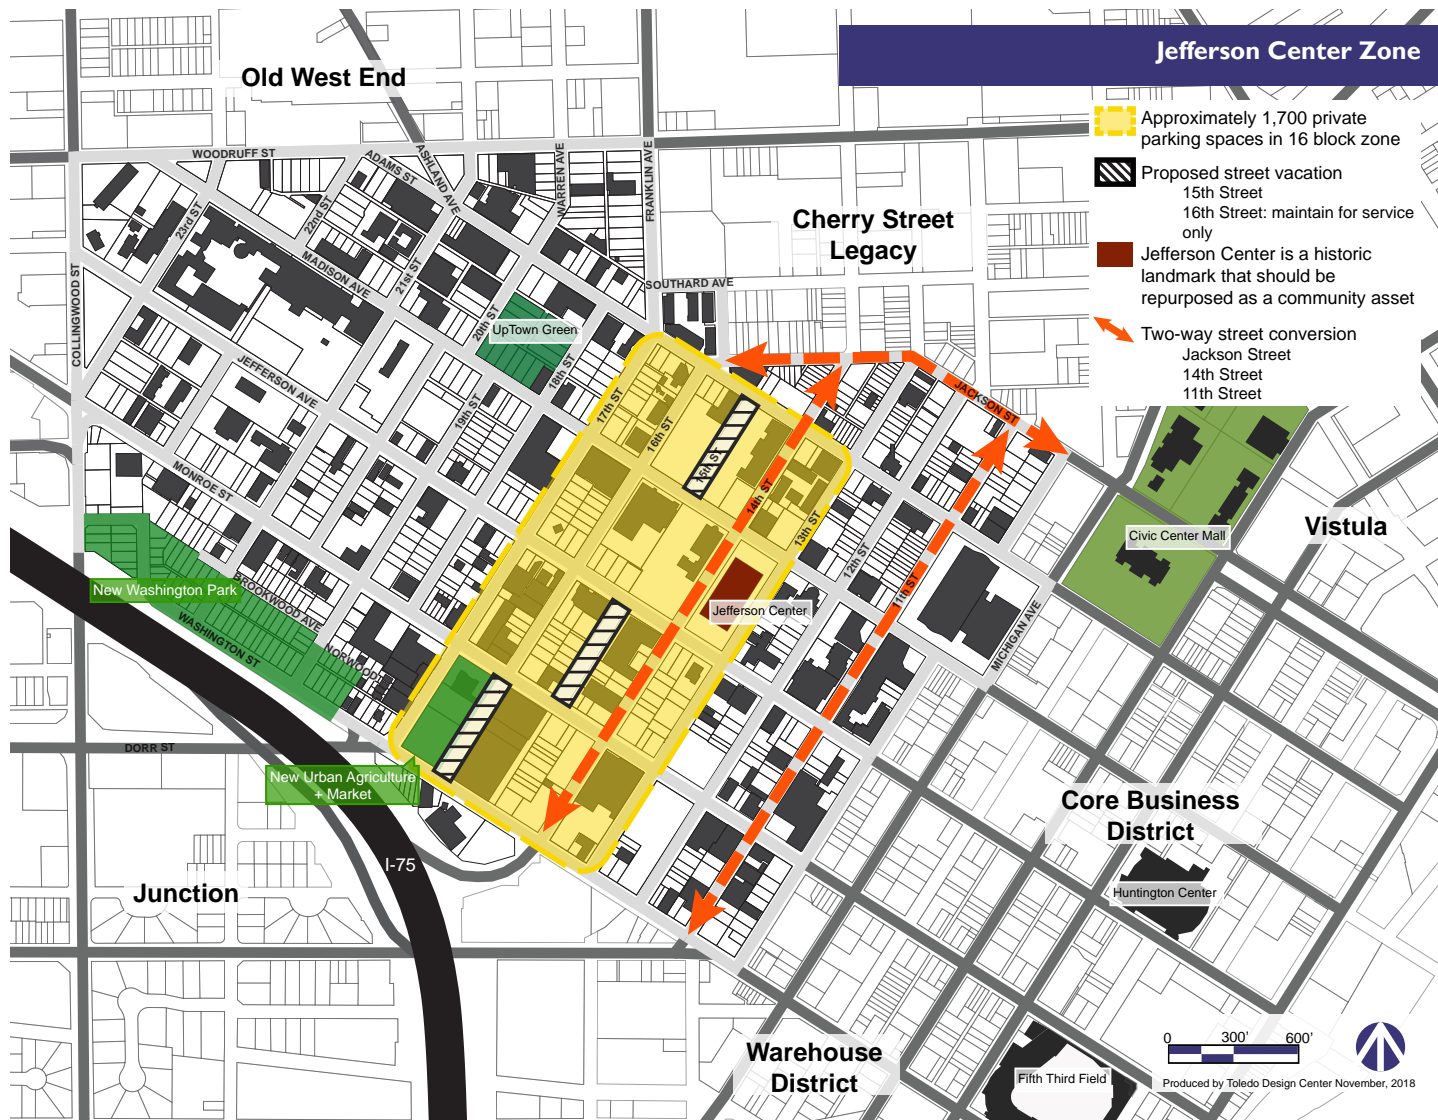 Jefferson Center Zone
Old West End
Approximately 1,700 private
parking spaces in 16 block zone
Proposed street vacation
15th Street
16th Street: maintain for service
only
Jefferson Center is a historic
landmark that should be
repurposed as a community asset
Two-way street conversion
Jackson Street
14th Street
11th Street
WOODRUFF ST
ADAMS ST
ASHLAND AVE
WARREN AVE
FRANKLIN AVE
Cherry Street
Legacy
23rd ST
22nd ST
MADISON AVE
21st ST
SOUTHARD AVE
COLLINGWOOD ST
20th ST
UpTown Green
18th ST
JEFFERSON AVE
19th ST
17th ST
16th ST
JACKSON ST
MONROE ST
15th ST
14th ST
13th ST
12th ST
11th ST
Civic Center Mall
Vistula
New Washington Park
BROOKWOOD AVE
WASHINGTON ST
NORWOOD
Jefferson Center
MICHIGAN AVE
DORR ST
New Urban Agriculture
+ Market
I-75
Core Business
District
Junction
Huntington Center
Warehouse
District
Fifth Third Field
0 300' 600'
Produced by Toledo Design Center November, 2018